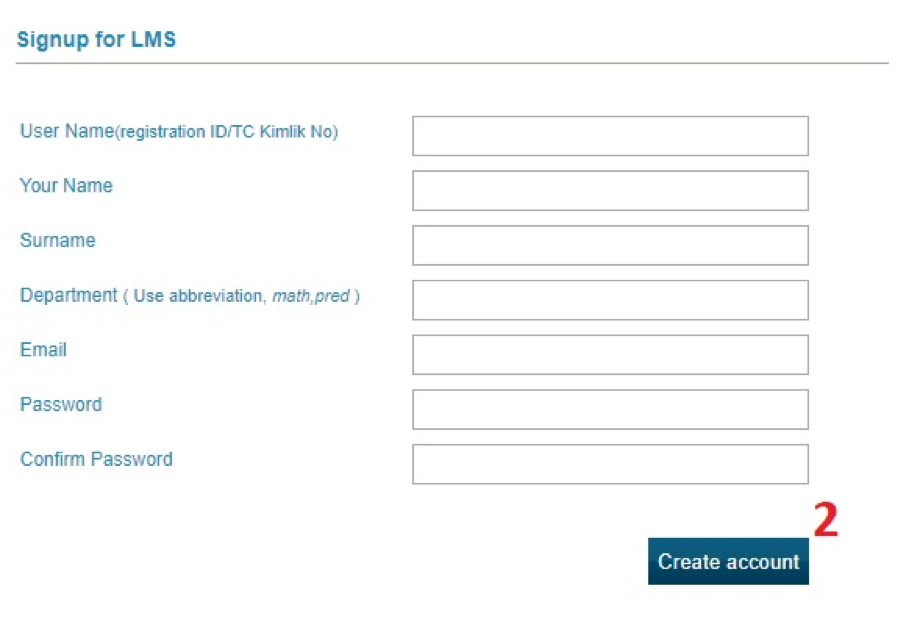 Signup for LMS
User Name(registration ID/TC Kimlik No)
Your Name
Surname
Department ( Use abbreviation, math,pred )
Email
Password
Confirm Password
2
Create account